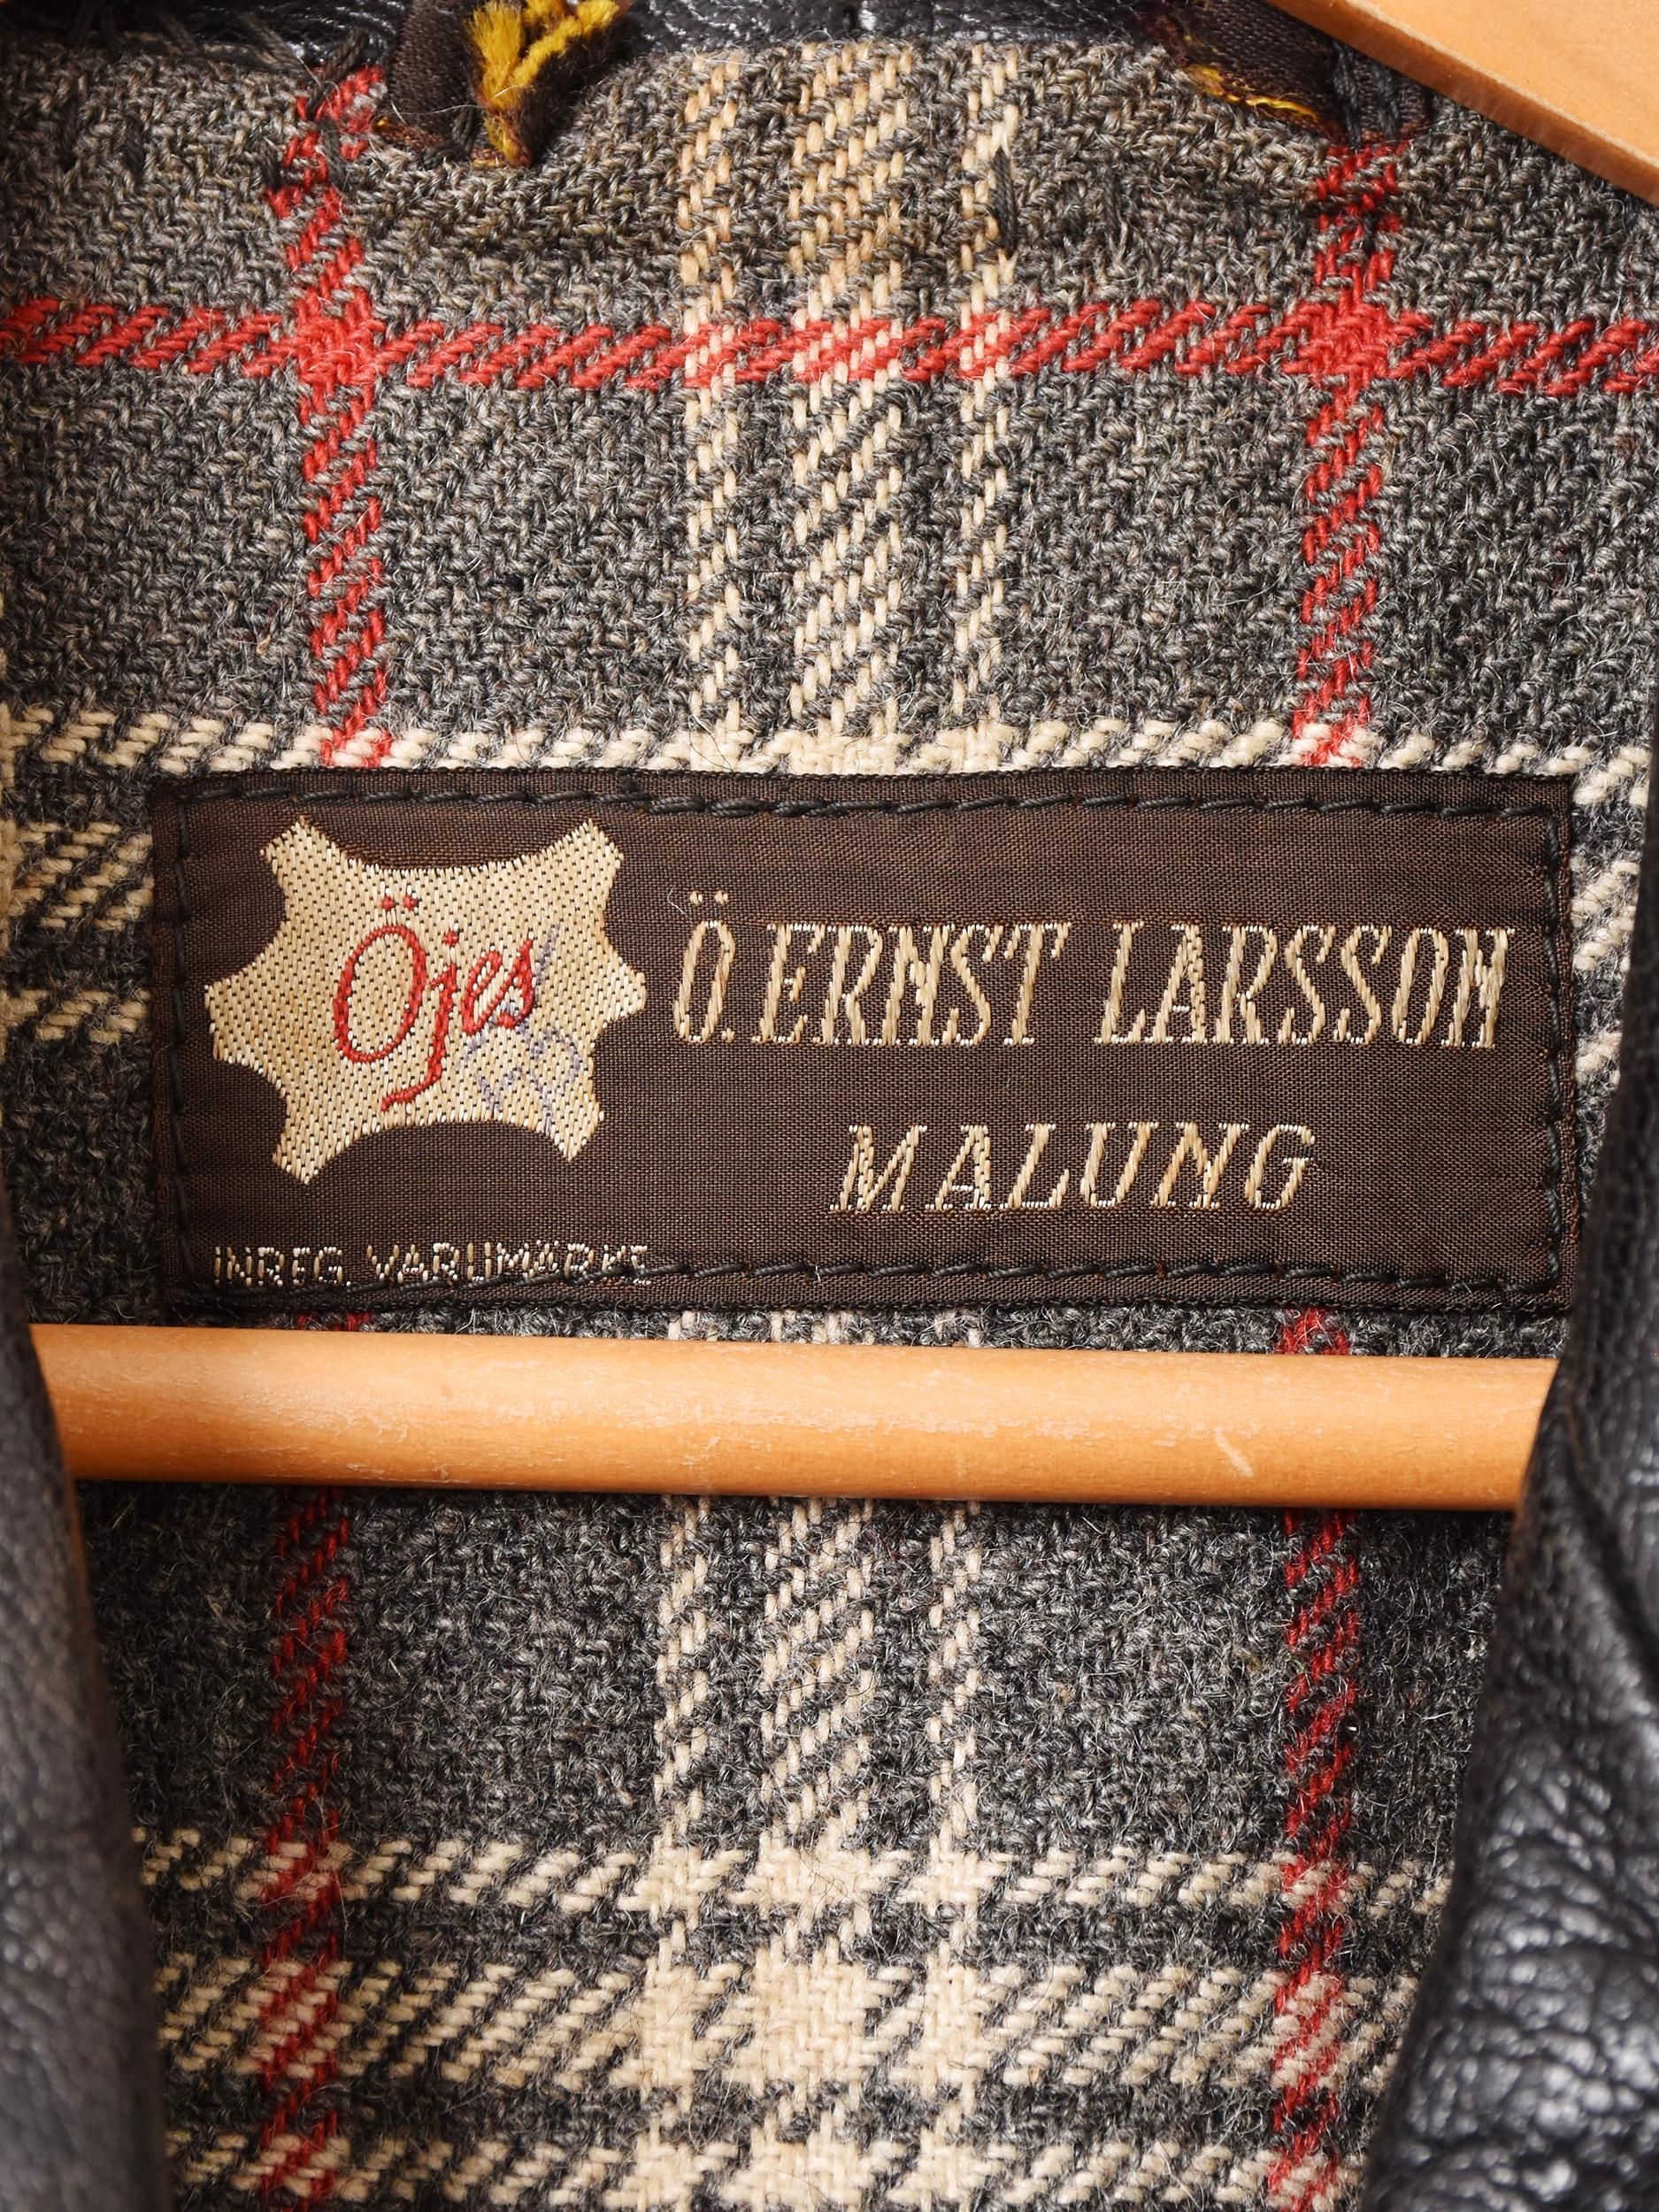 Öjes
Ö. ERNST LARSSON
MALUNG
INREG. VARUMÄRKE